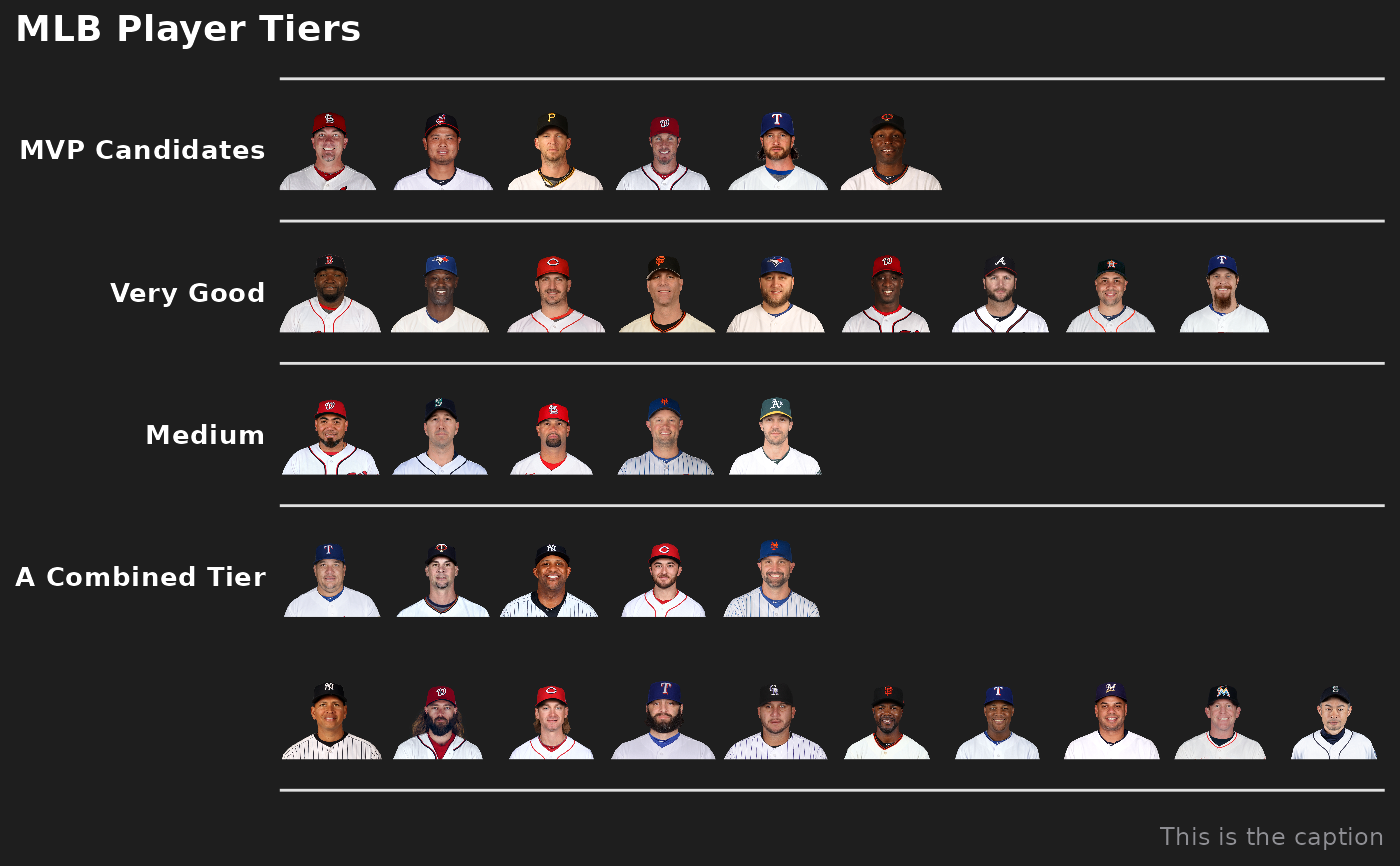 MLB Player Tiers
MVP Candidates
Very Good
Medium
A Combined Tier
This is the caption